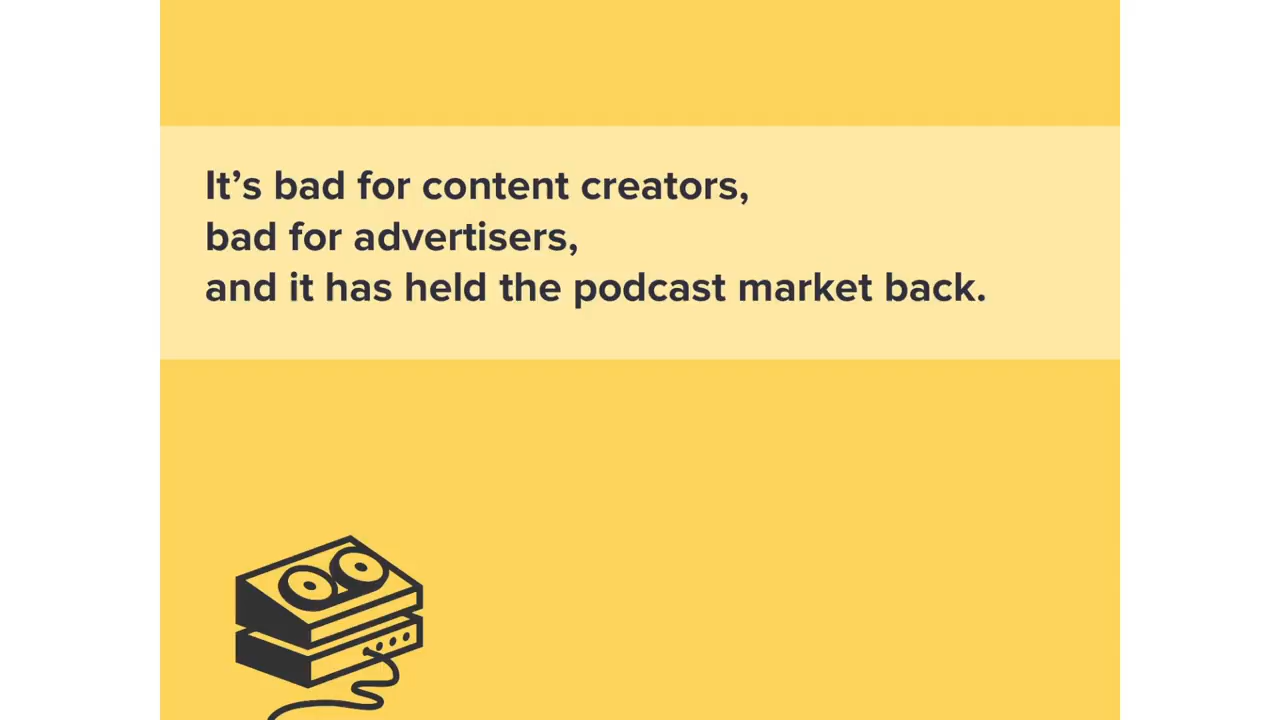 It’s bad for content creators,
bad for advertisers,
and it has held the podcast market back.